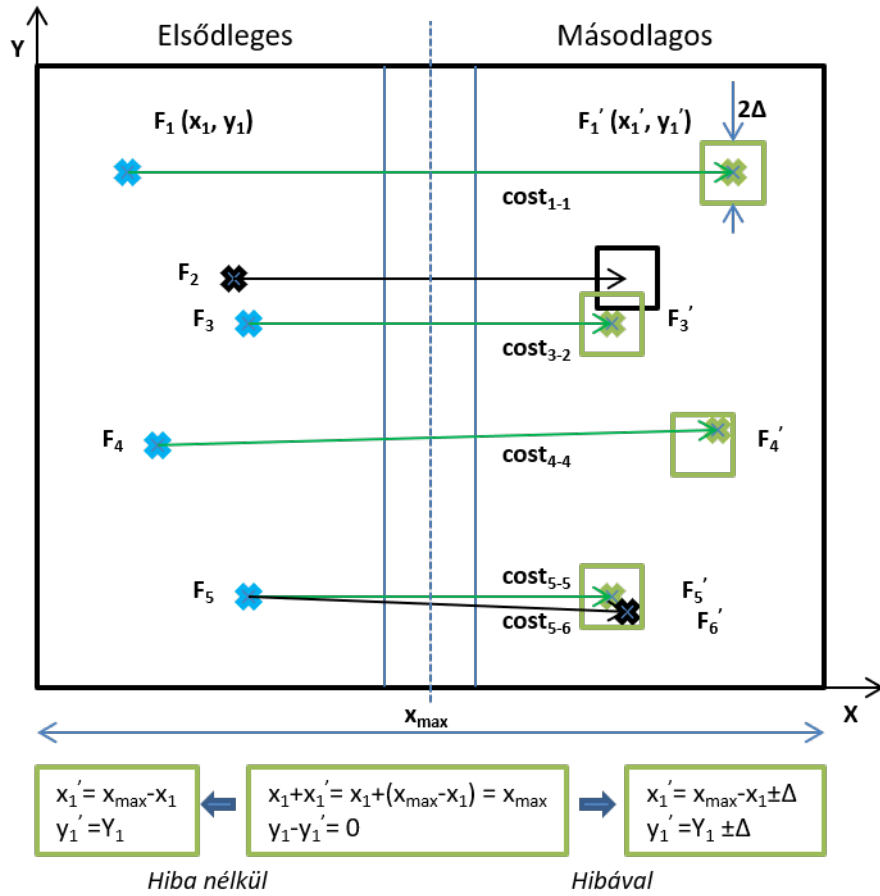 Elsődleges
Másodlagos
Y
F₁ (x₁, y₁)
F₁′ (x₁′, y₁′)
2Δ
cost₁₋₁
F₂
F₃
F₃′
cost₃₋₂
F₄
F₄′
cost₄₋₄
F₅
cost₅₋₅
F₅′
cost₅₋₆
F₆′
X
xₘₐₓ
x₁′= xₘₐₓ-x₁
y₁′ =Y₁
x₁+x₁′= x₁+(xₘₐₓ-x₁) = xₘₐₓ
y₁-y₁′= 0
x₁′= xₘₐₓ-x₁±Δ
y₁′ =Y₁ ±Δ
Hiba nélkül
Hibával